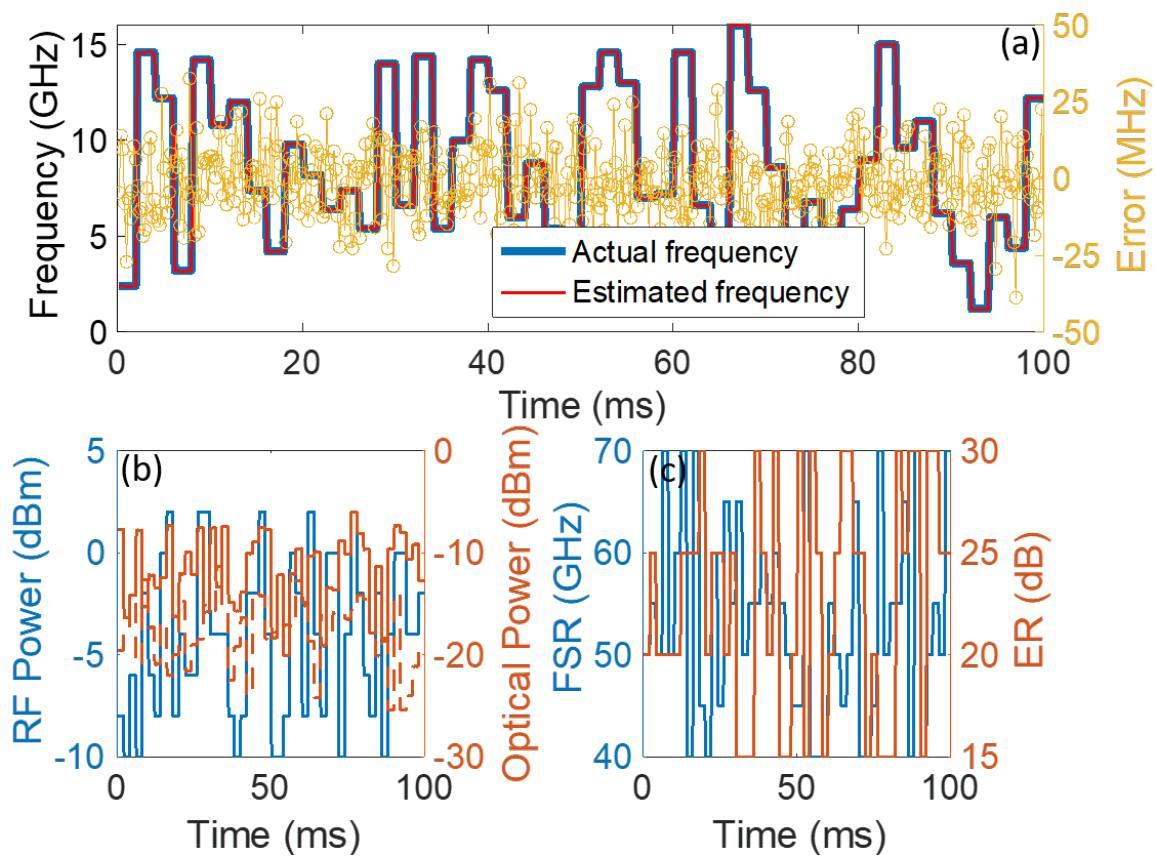 (a)
Frequency (GHz)
15
10
5
0
50
25
0
-25
-50
Error (MHz)
Actual frequency
Estimated frequency
0 20 40 60 80 100
Time (ms)
(b)
RF Power (dBm)
5
0
-5
-10
0
-10
-20
-30
Optical Power (dBm)
0 50 100
Time (ms)
(c)
FSR (GHz)
70
60
50
40
30
25
20
15
ER (dB)
0 50 100
Time (ms)